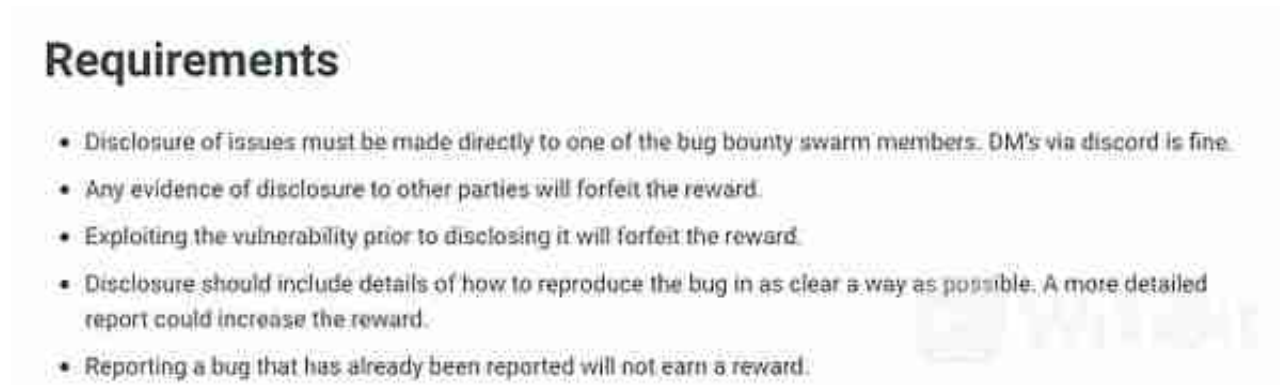 Requirements
• Disclosure of issues must be made directly to one of the bug bounty swarm members. DM's via discord is fine.
• Any evidence of disclosure to other parties will forfeit the reward.
• Exploiting the vulnerability prior to disclosing it will forfeit the reward.
• Disclosure should include details of how to reproduce the bug in as clear a way as possible. A more detailed
report could increase the reward.
• Reporting a bug that has already been reported will not earn a reward.